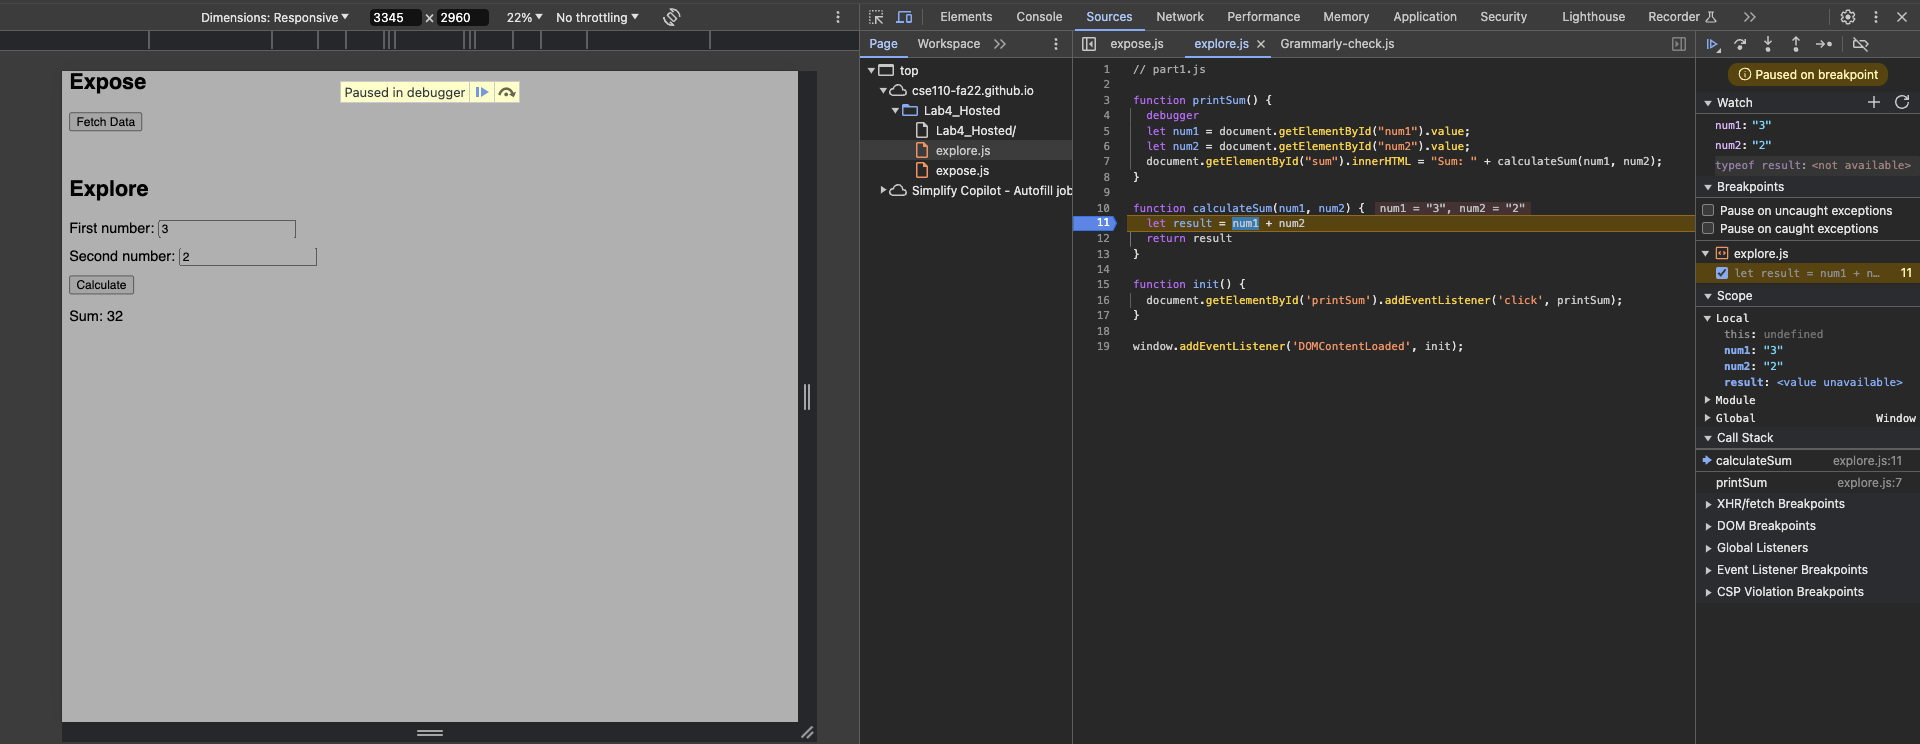 Dimensions: Responsive 3345 × 2960 22% No throttling
Elements Console Sources Network Performance Memory Application Security Lighthouse Recorder
Page Workspace
expose.js explore.js Grammarly-check.js
Expose
Paused in debugger
Fetch Data
Explore
First number: 3
Second number: 2
Calculate
Sum: 32
top
cse110-fa22.github.io
Lab4_Hosted
Lab4_Hosted/
explore.js
expose.js
Simplify Copilot - Autofill job
1 // part1.js
2
3 function printSum() {
4 debugger
5 let num1 = document.getElementById("num1").value;
6 let num2 = document.getElementById("num2").value;
7 document.getElementById("sum").innerHTML = "Sum: " + calculateSum(num1, num2);
8 }
9
10 function calculateSum(num1, num2) { num1 = "3", num2 = "2"
11 let result = num1 + num2
12 return result
13 }
14
15 function init() {
16 document.getElementById('printSum').addEventListener('click', printSum);
17 }
18
19 window.addEventListener('DOMContentLoaded', init);
Paused on breakpoint
Watch
num1: "3"
num2: "2"
typeof result: <not available>
Breakpoints
Pause on uncaught exceptions
Pause on caught exceptions
explore.js
let result = num1 + n… 11
Scope
Local
this: undefined
num1: "3"
num2: "2"
result: <value unavailable>
Module
Global Window
Call Stack
calculateSum explore.js:11
printSum explore.js:7
XHR/fetch Breakpoints
DOM Breakpoints
Global Listeners
Event Listener Breakpoints
CSP Violation Breakpoints